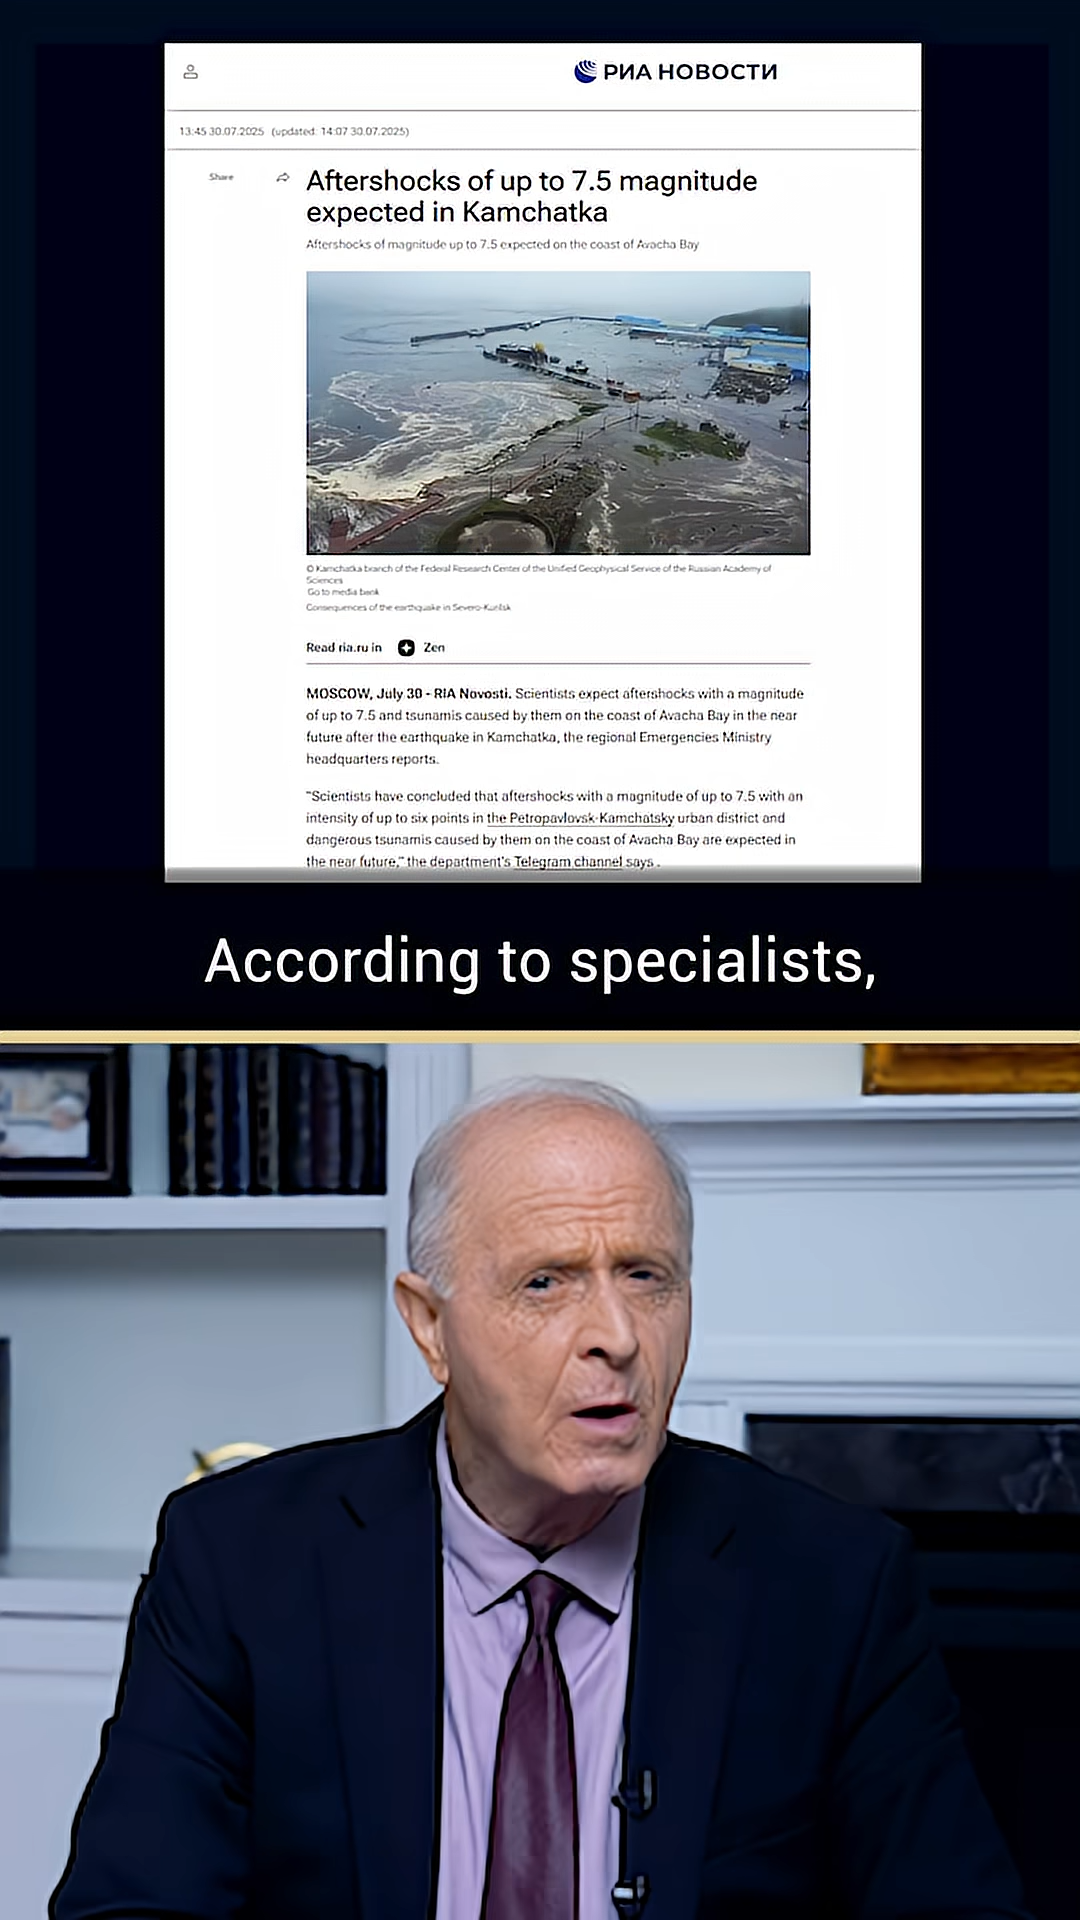 РИА НОВОСТИ
13:45 30.07.2025 (updated: 14:07 30.07.2025)
Share
Aftershocks of up to 7.5 magnitude
expected in Kamchatka
Aftershocks of magnitude up to 7.5 expected on the coast of Avacha Bay
© Kamchatka branch of the Federal Research Center of the Unified Geophysical Service of the Russian Academy of
Sciences
Go to media bank
Consequences of the earthquake in Severo-Kurilsk
Read ria.ru in Zen
MOSCOW, July 30 - RIA Novosti. Scientists expect aftershocks with a magnitude
of up to 7.5 and tsunamis caused by them on the coast of Avacha Bay in the near
future after the earthquake in Kamchatka, the regional Emergencies Ministry
headquarters reports.
"Scientists have concluded that aftershocks with a magnitude of up to 7.5 with an
intensity of up to six points in the Petropavlovsk-Kamchatsky urban district and
dangerous tsunamis caused by them on the coast of Avacha Bay are expected in
the near future," the department's Telegram channel says .
According to specialists,